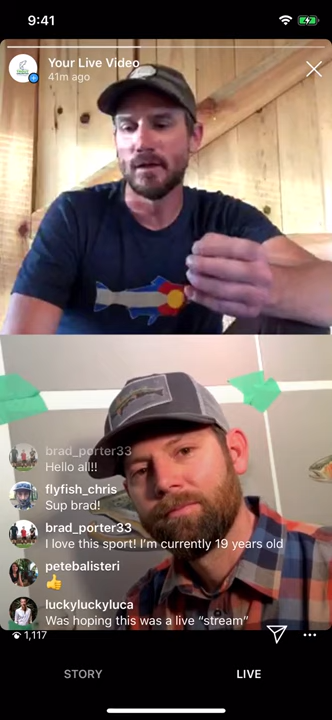 9:41
Your Live Video
41m ago
brad_porter33
Hello all!!
flyfish_chris
Sup brad!
brad_porter33
I love this sport! I'm currently 19 years old
petebalisteri
👍
luckyluckyluca
Was hoping this was a live “stream”
1,117
STORY
LIVE